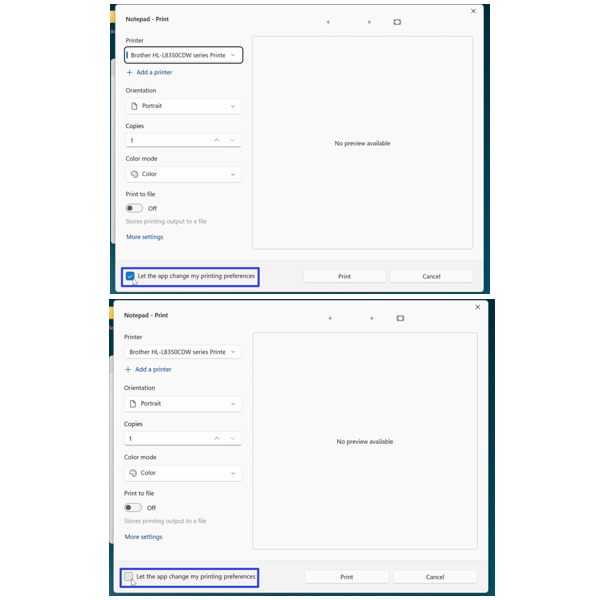 Notepad - Print
Printer
Brother HL-L8350CDW series Printe
Add a printer
Orientation
Portrait
Copies
1
Color mode
Color
Print to file
Off
Stores printing output to a file
More settings
No preview available
Let the app change my printing preferences
Print
Cancel
Notepad - Print
Printer
Brother HL-L8350CDW series Printe
Add a printer
Orientation
Portrait
Copies
1
Color mode
Color
Print to file
Off
Stores printing output to a file
More settings
No preview available
Let the app change my printing preferences
Print
Cancel